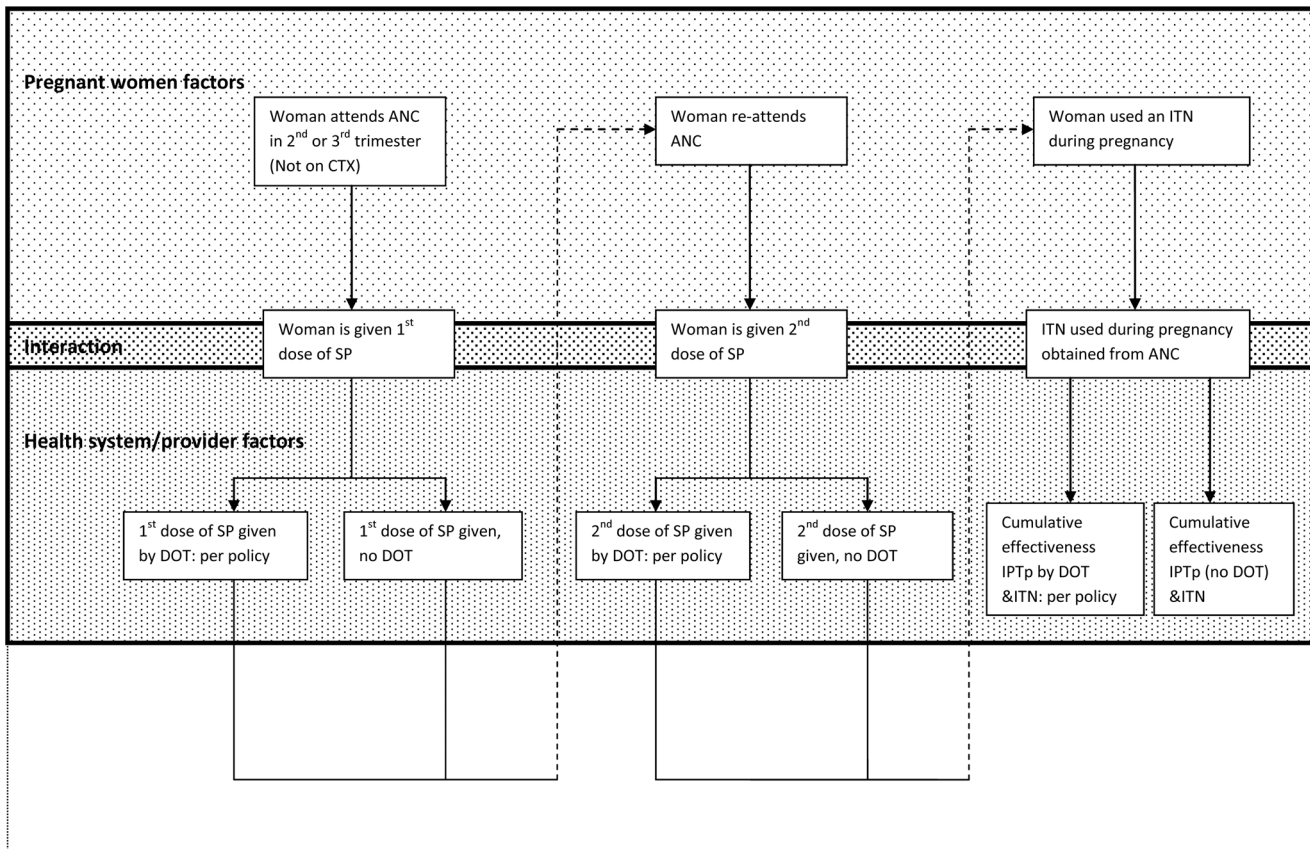 Pregnant women factors
Woman attends ANC
in 2nd or 3rd trimester
(Not on CTX)
Woman re-attends
ANC
Woman used an ITN
during pregnancy
Woman is given 1st
dose of SP
Woman is given 2nd
dose of SP
ITN used during pregnancy
obtained from ANC
Interaction
Health system/provider factors
1st dose of SP given
by DOT: per policy
1st dose of SP given,
no DOT
2nd dose of SP given
by DOT: per policy
2nd dose of SP
given, no DOT
Cumulative
effectiveness
IPTp by DOT
&ITN: per policy
Cumulative
effectiveness
IPTp (no DOT)
&ITN